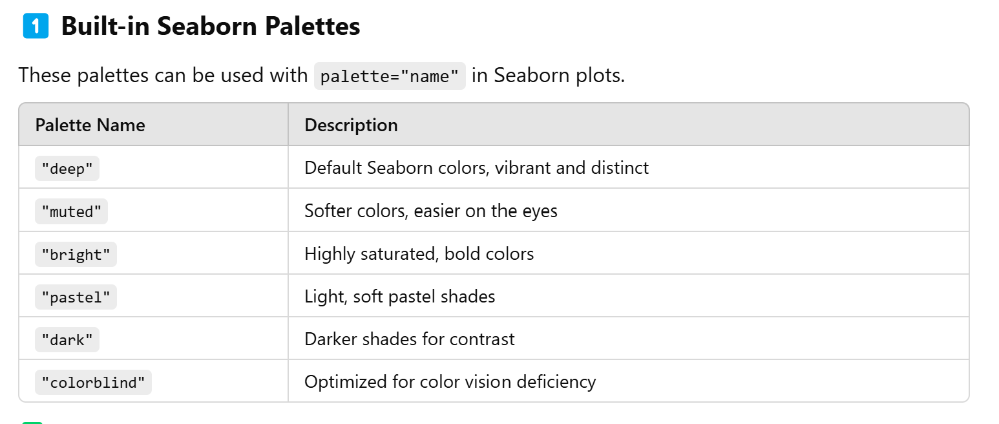 1 Built-in Seaborn Palettes
These palettes can be used with palette="name" in Seaborn plots.
Palette Name Description
"deep" Default Seaborn colors, vibrant and distinct
"muted" Softer colors, easier on the eyes
"bright" Highly saturated, bold colors
"pastel" Light, soft pastel shades
"dark" Darker shades for contrast
"colorblind" Optimized for color vision deficiency